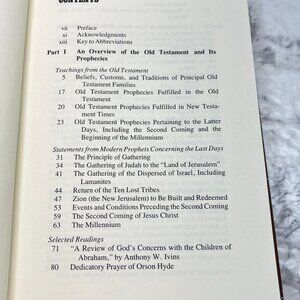 CONTENTS
vii Preface
xi Acknowledgments
xiii Key to Abbreviations
Part I An Overview of the Old Testament and Its
Prophecies
Teachings from the Old Testament
5 Beliefs, Customs, and Traditions of Principal Old
Testament Families
17 Old Testament Prophecies Fulfilled in the Old
Testament
20 Old Testament Prophecies Fulfilled in New Testa-
ment Times
23 Old Testament Prophecies Pertaining to the Latter
Days, Including the Second Coming and the
Beginning of the Millennium
Statements from Modern Prophets Concerning the Last Days
31 The Principle of Gathering
34 The Gathering of Judah to the "Land of Jerusalem"
41 The Gathering of the Dispersed of Israel, Including
Lamanites
44 Return of the Ten Lost Tribes
47 Zion (the New Jerusalem) to Be Built and Redeemed
53 Events and Conditions Preceding the Second Coming
59 The Second Coming of Jesus Christ
63 The Millennium
Selected Readings
71 "A Review of God's Concerns with the Children of
Abraham," by Anthony W. Ivins
80 Dedicatory Prayer of Orson Hyde